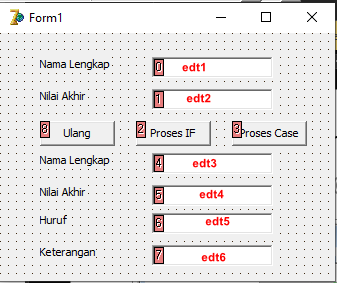 Form1
Nama Lengkap 0 edt1
Nilai Akhir 1 edt2
8 Ulang 2 Proses IF 3 Proses Case
Nama Lengkap 4 edt3
Nilai Akhir 5 edt4
Huruf 6 edt5
Keterangan 7 edt6